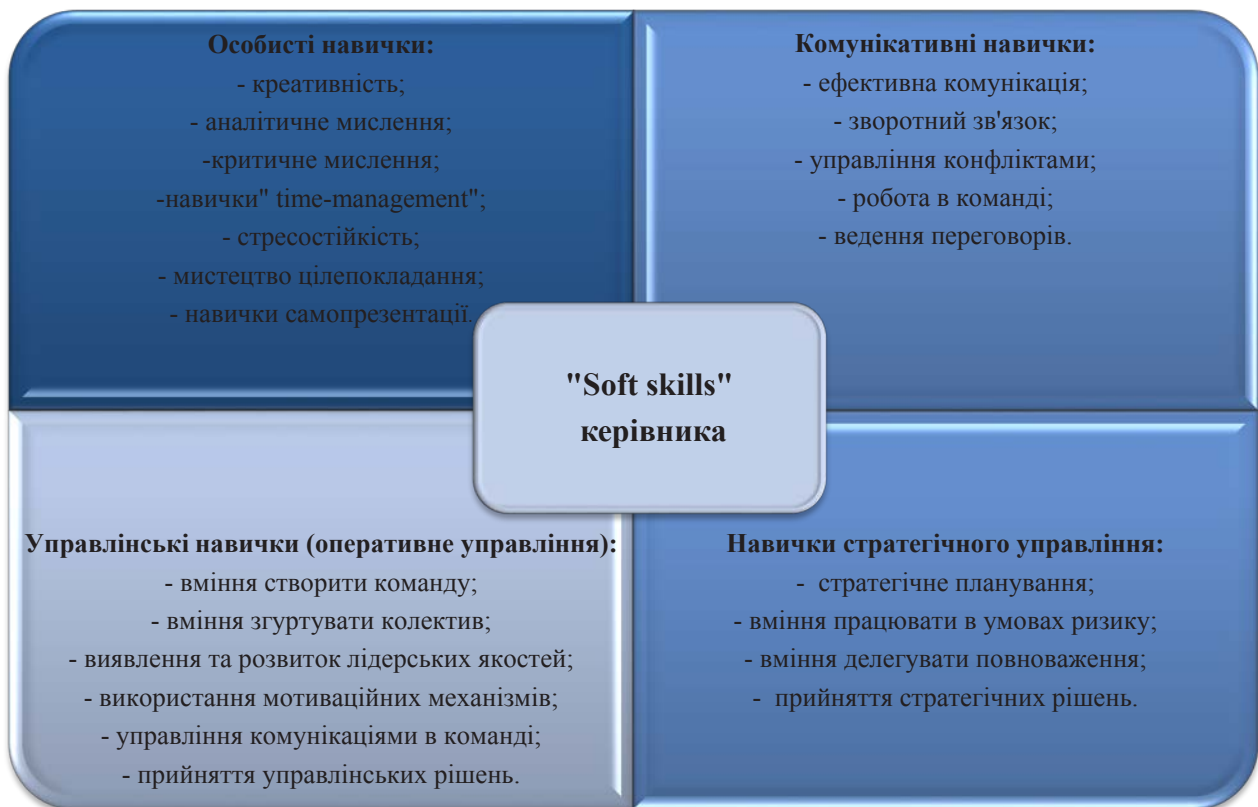 Особисті навички:
- креативність;
- аналітичне мислення;
-критичне мислення;
-навички" time-management";
- стресостійкість;
- мистецтво цілепокладання;
- навички самопрезентації.
Комунікативні навички:
- ефективна комунікація;
- зворотний зв'язок;
- управління конфліктами;
- робота в команді;
- ведення переговорів.
"Soft skills"
керівника
Управлінські навички (оперативне управління):
- вміння створити команду;
- вміння згуртувати колектив;
- виявлення та розвиток лідерських якостей;
- використання мотиваційних механізмів;
- управління комунікаціями в команді;
- прийняття управлінських рішень.
Навички стратегічного управління:
- стратегічне планування;
- вміння працювати в умовах ризику;
- вміння делегувати повноваження;
- прийняття стратегічних рішень.